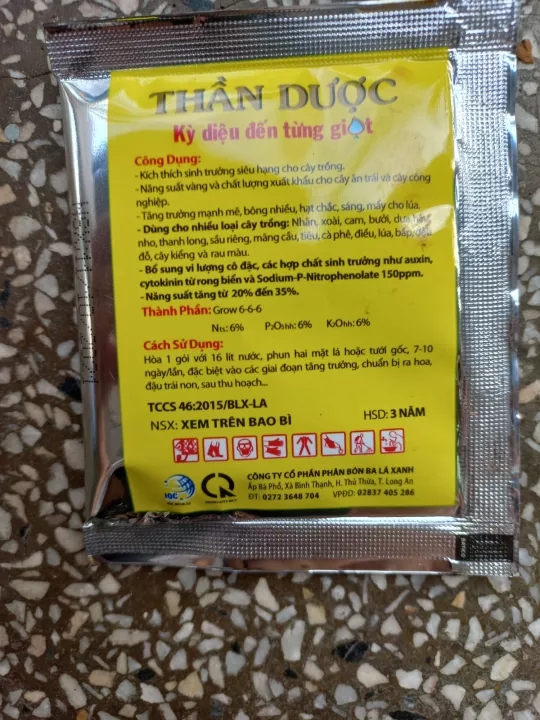 THẦN DƯỢC
Kỳ diệu đến từng giọt
Công Dụng:
- Kích thích sinh trưởng siêu hạng cho cây trồng.
- Năng suất vàng và chất lượng xuất khẩu cho cây ăn trái và cây công
nghiệp.
- Tăng trưởng mạnh mẽ, bông nhiều, hạt chắc, sáng, mẩy cho lúa.
- Dùng cho nhiều loại cây trồng: Nhãn, xoài, cam, bưởi, dưa hấu,
nho, thanh long, sầu riêng, mãng cầu, tiêu, cà phê, điều, lúa, bắp, đậu
đỗ, cây kiểng và rau màu.
- Bổ sung vi lượng cô đặc, các hợp chất sinh trưởng như auxin,
cytokinin từ rong biển và Sodium-P-Nitrophenolate 150ppm.
- Năng suất tăng từ 20% đến 35%.
Thành Phần: Grow 6-6-6
Nts: 6% P2O5hh: 6% K2Ohh: 6%
Cách Sử Dụng:
Hòa 1 gói với 16 lít nước, phun hai mặt lá hoặc tưới gốc, 7-10
ngày/lần, đặc biệt vào các giai đoạn tăng trưởng, chuẩn bị ra hoa,
đậu trái non, sau thu hoạch...
TCCS 46:2015/BLX-LA
NSX: XEM TRÊN BAO BÌ HSD: 3 NĂM
CÔNG TY CỔ PHẦN PHÂN BÓN BA LÁ XANH
Ấp Bà Phổ, Xã Bình Thạnh, H. Thủ Thừa, T. Long An
ĐT: 0272 3648 704 VPĐD: 02837 405 286